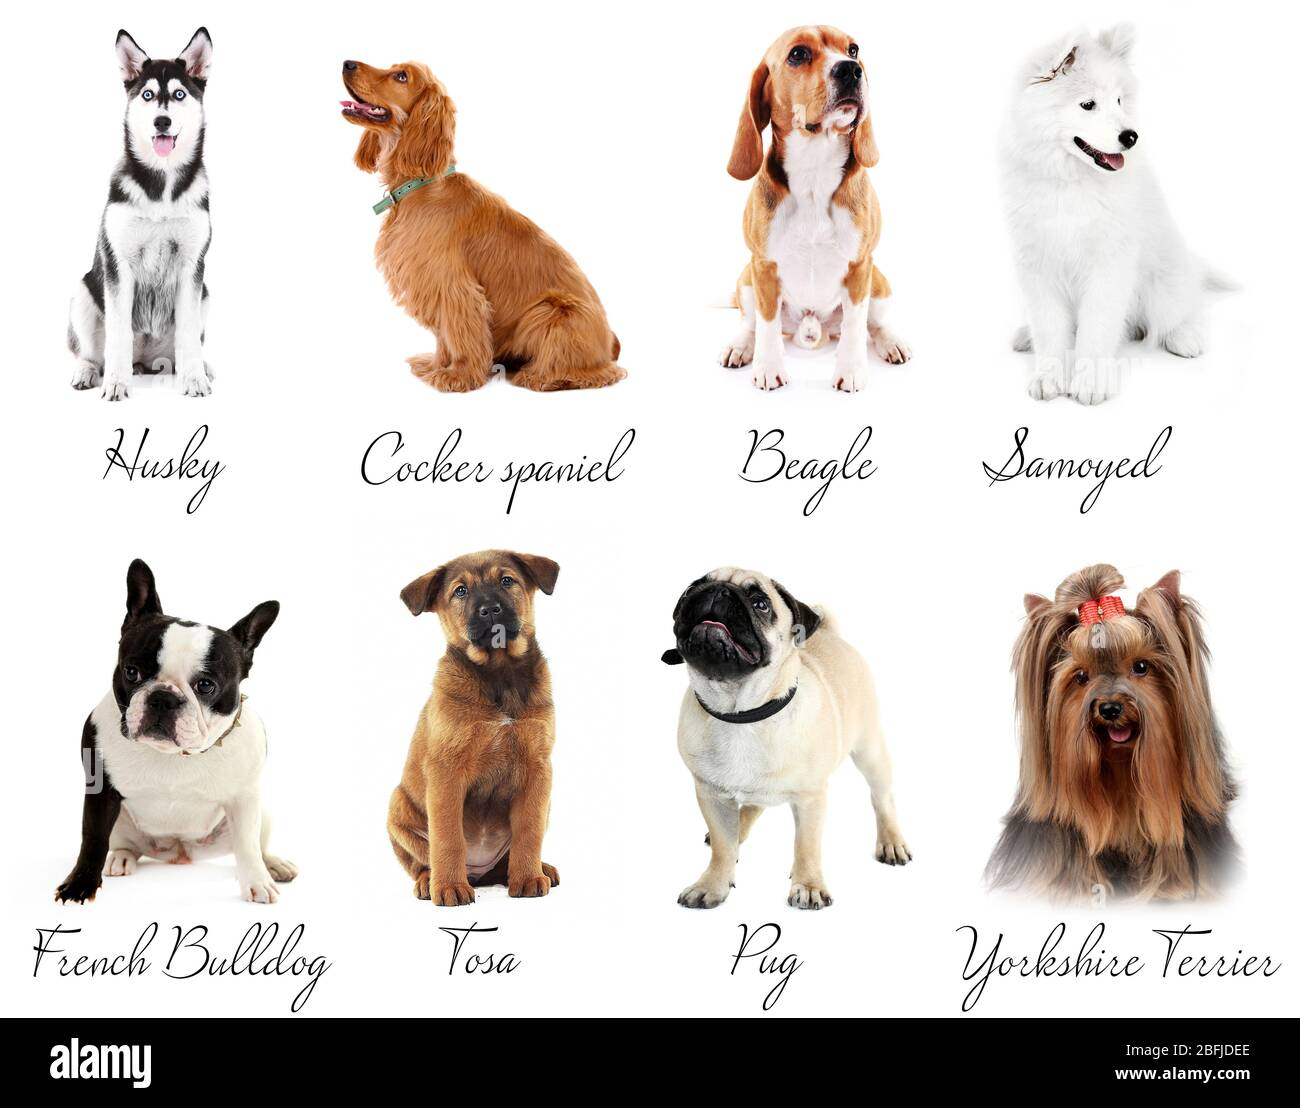 Husky
Cocker spaniel
Beagle
Samoyed
French Bulldog
Tosa
Pug
Yorkshire Terrier
alamy
Image ID: 2BFJDEE
www.alamy.com